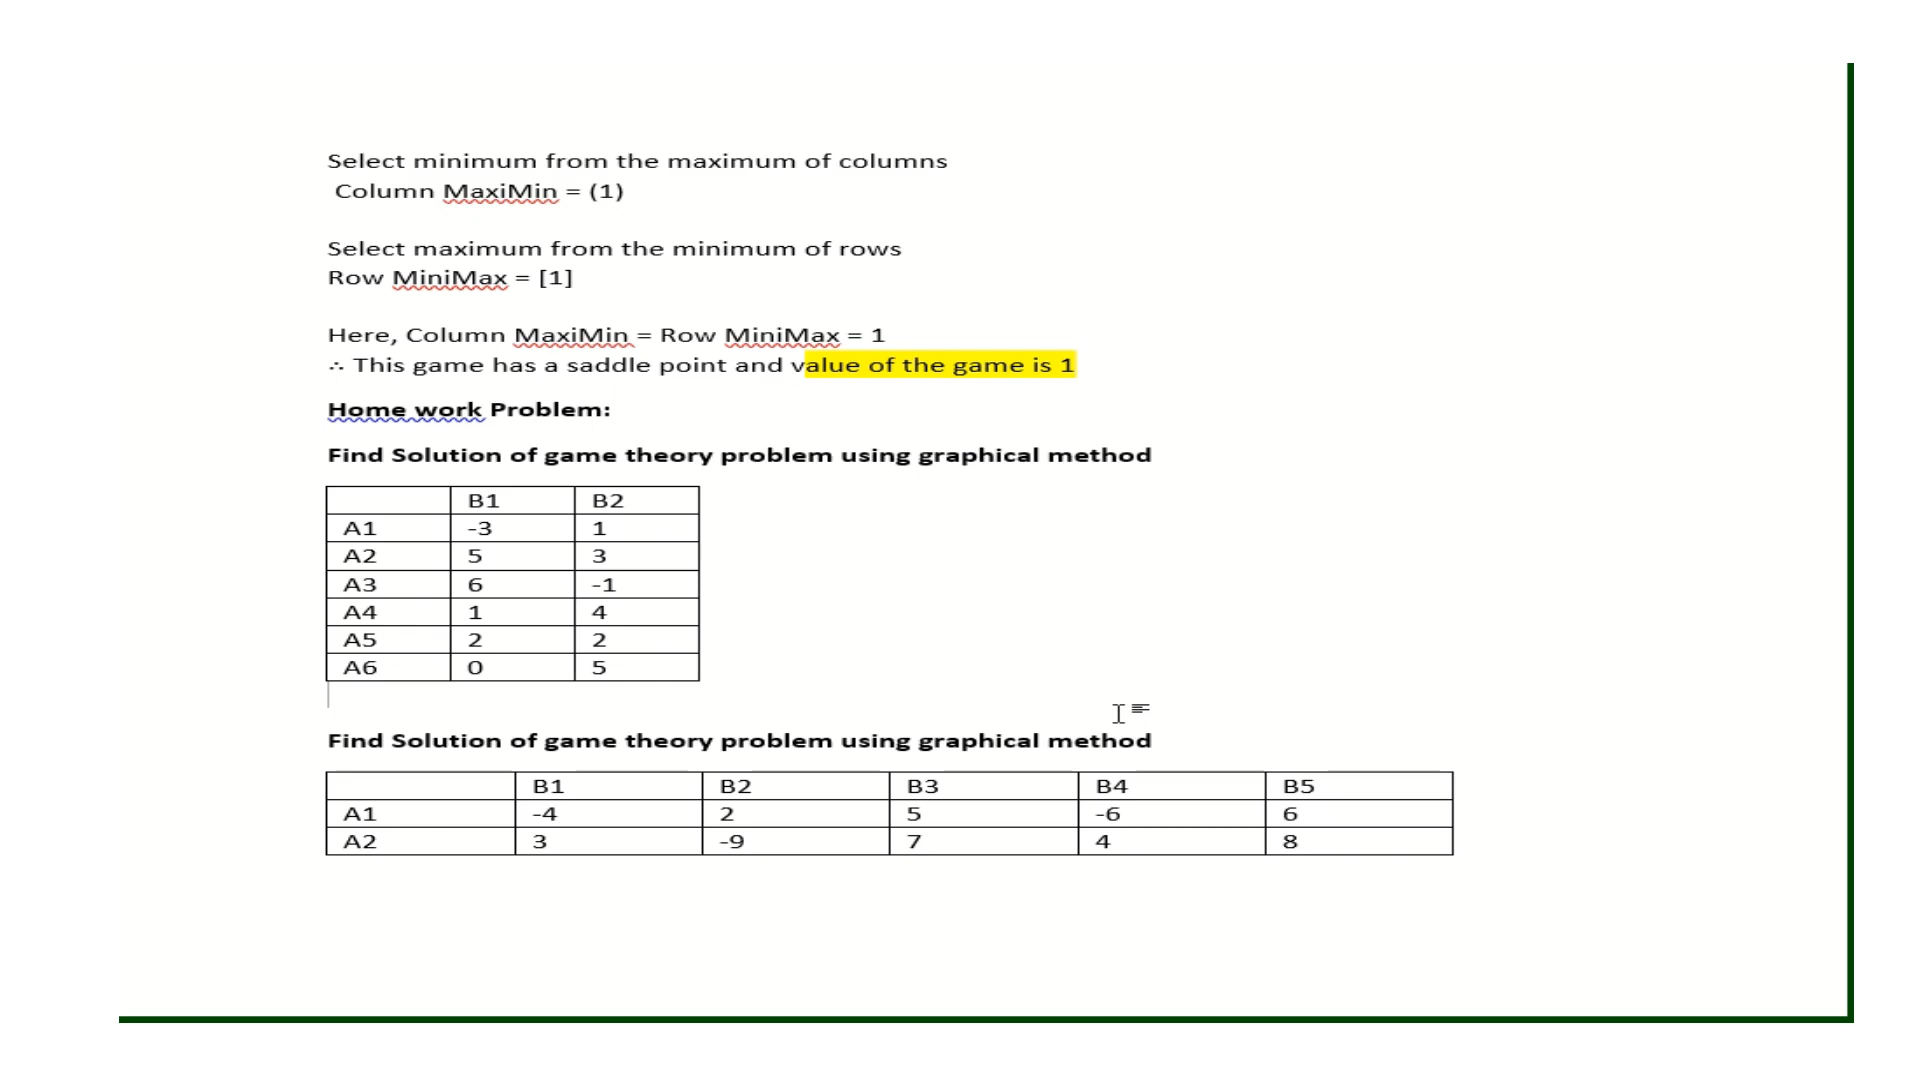 Select minimum from the maximum of columns
Column MaxiMin = (1)
Select maximum from the minimum of rows
Row MiniMax = [1]
Here, Column MaxiMin = Row MiniMax = 1
∴ This game has a saddle point and value of the game is 1
Home work Problem:
Find Solution of game theory problem using graphical method
B1 B2
A1 -3 1
A2 5 3
A3 6 -1
A4 1 4
A5 2 2
A6 0 5
Find Solution of game theory problem using graphical method
B1 B2 B3 B4 B5
A1 -4 2 5 -6 6
A2 3 -9 7 4 8